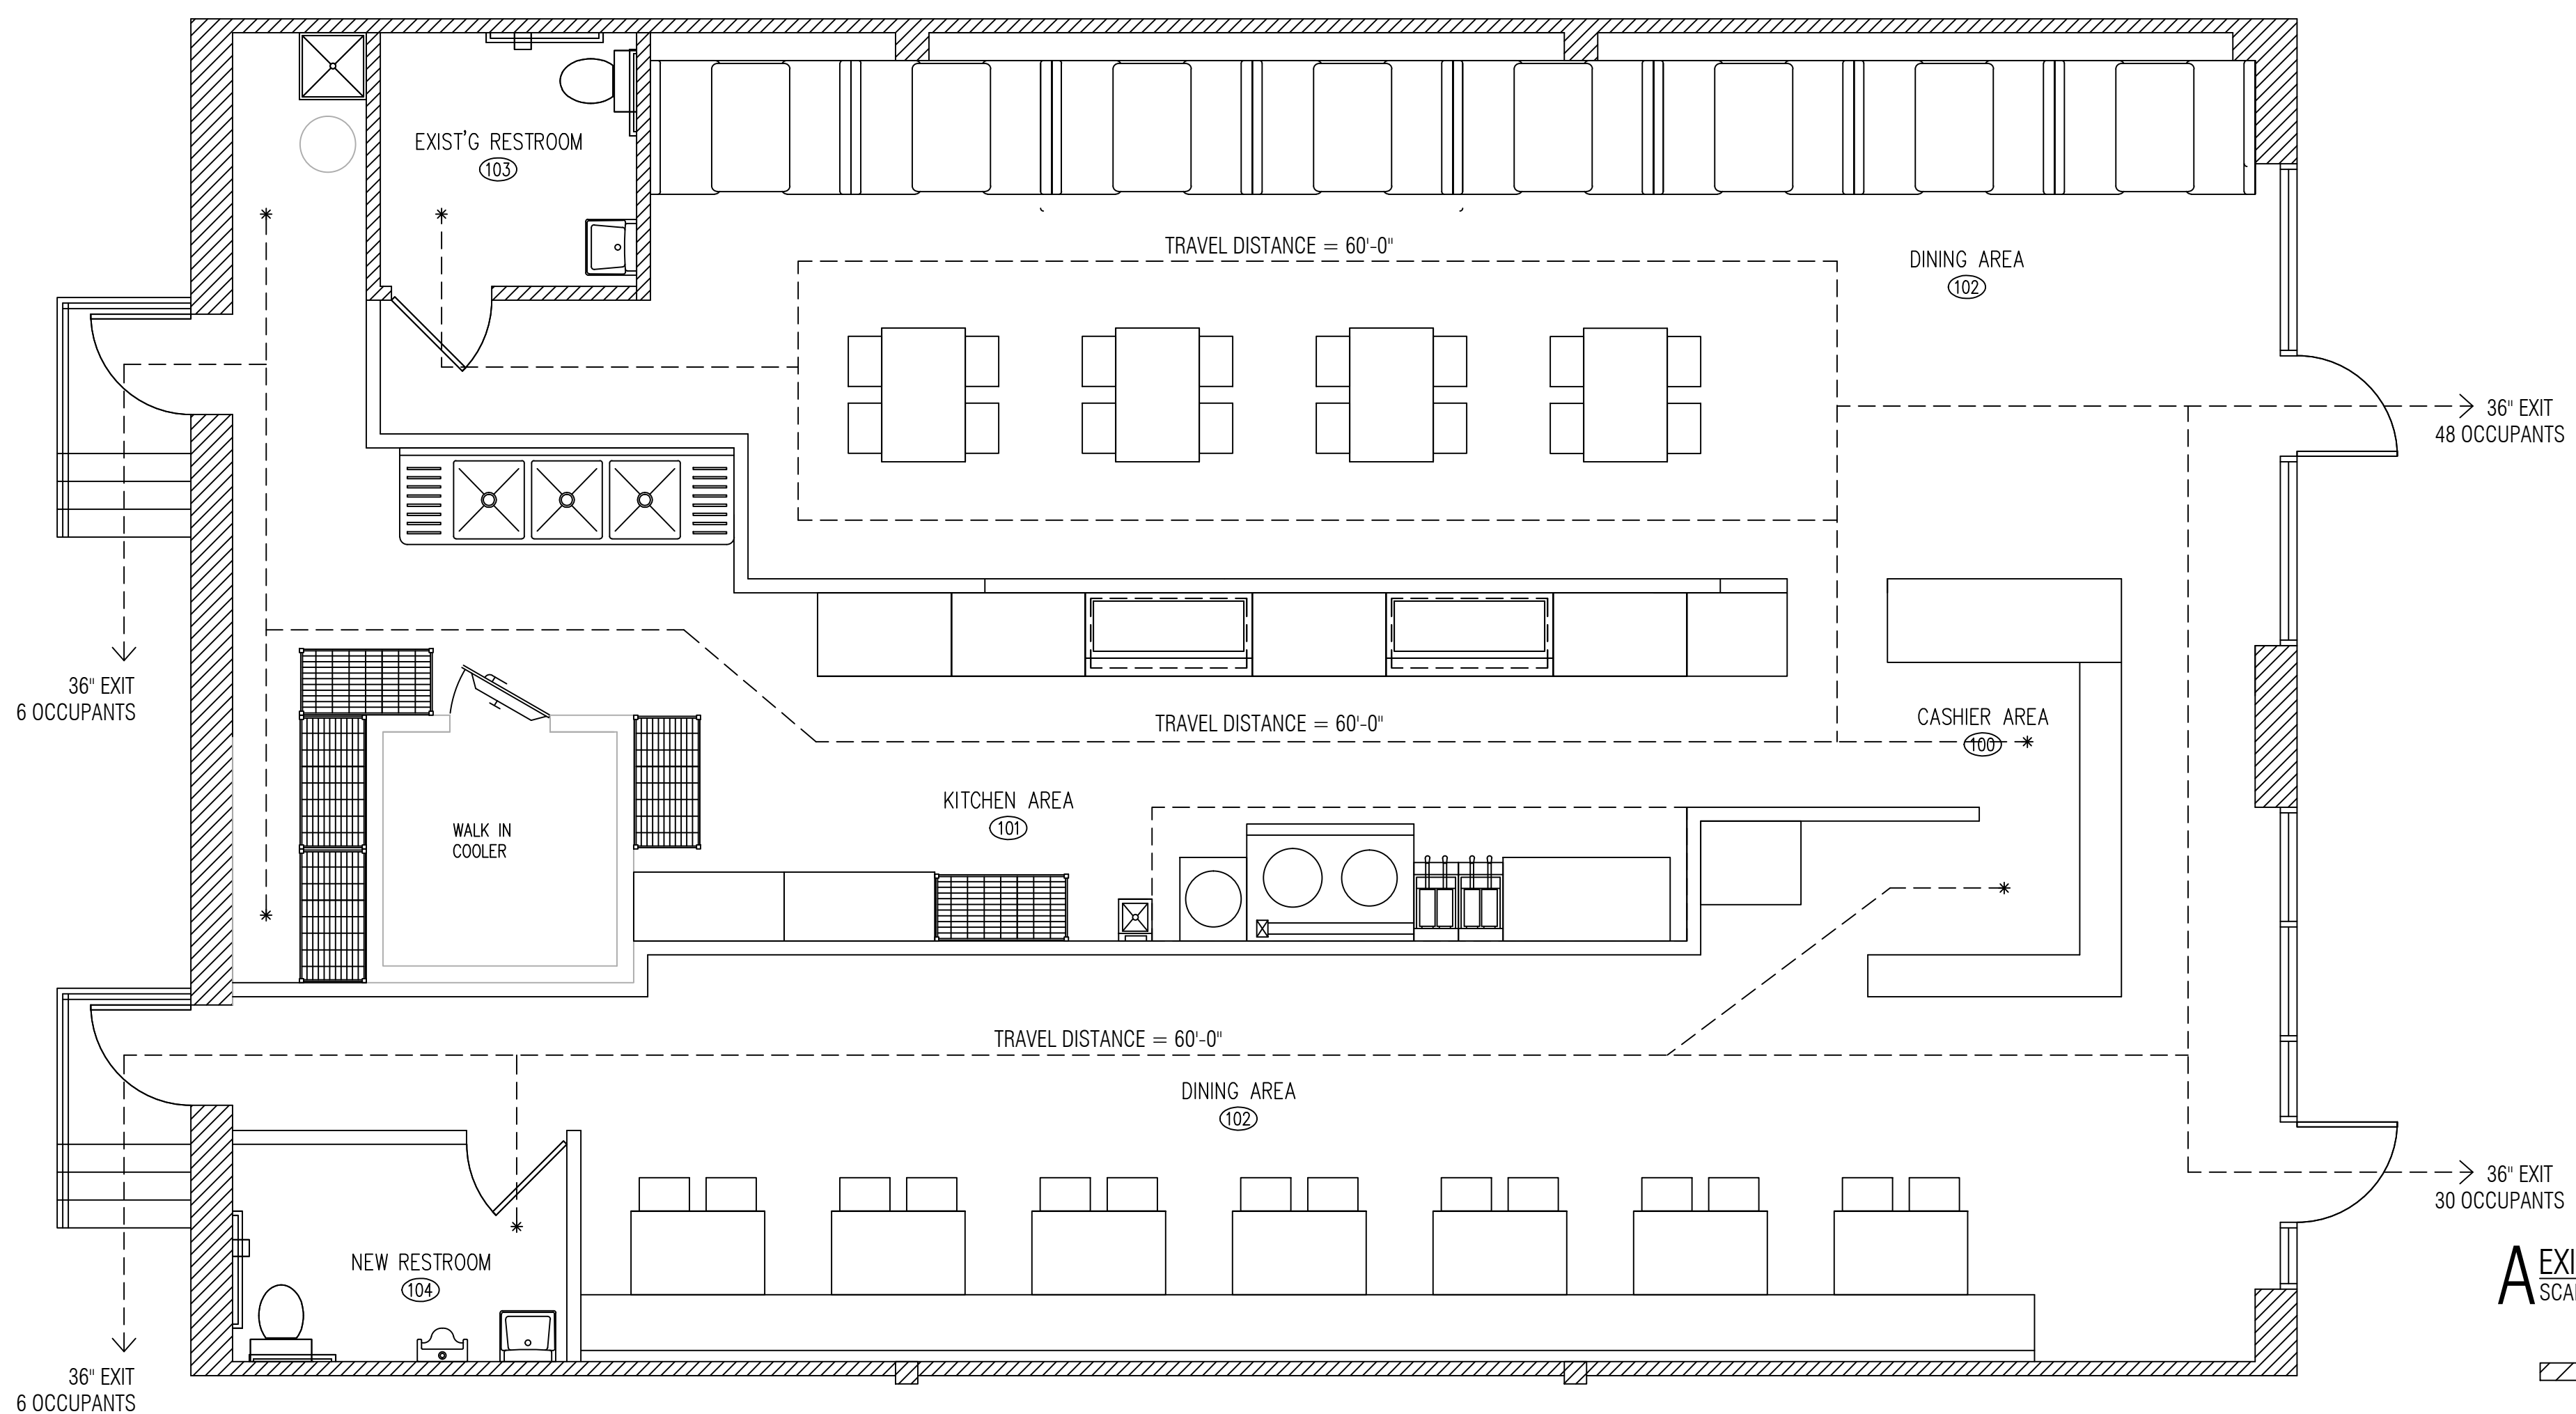 EXIST'G RESTROOM
103
TRAVEL DISTANCE = 60'-0"
DINING AREA
102
36" EXIT
48 OCCUPANTS
36" EXIT
6 OCCUPANTS
TRAVEL DISTANCE = 60'-0"
CASHIER AREA
100
KITCHEN AREA
101
WALK IN
COOLER
TRAVEL DISTANCE = 60'-0"
DINING AREA
102
36" EXIT
30 OCCUPANTS
NEW RESTROOM
104
A
36" EXIT
6 OCCUPANTS